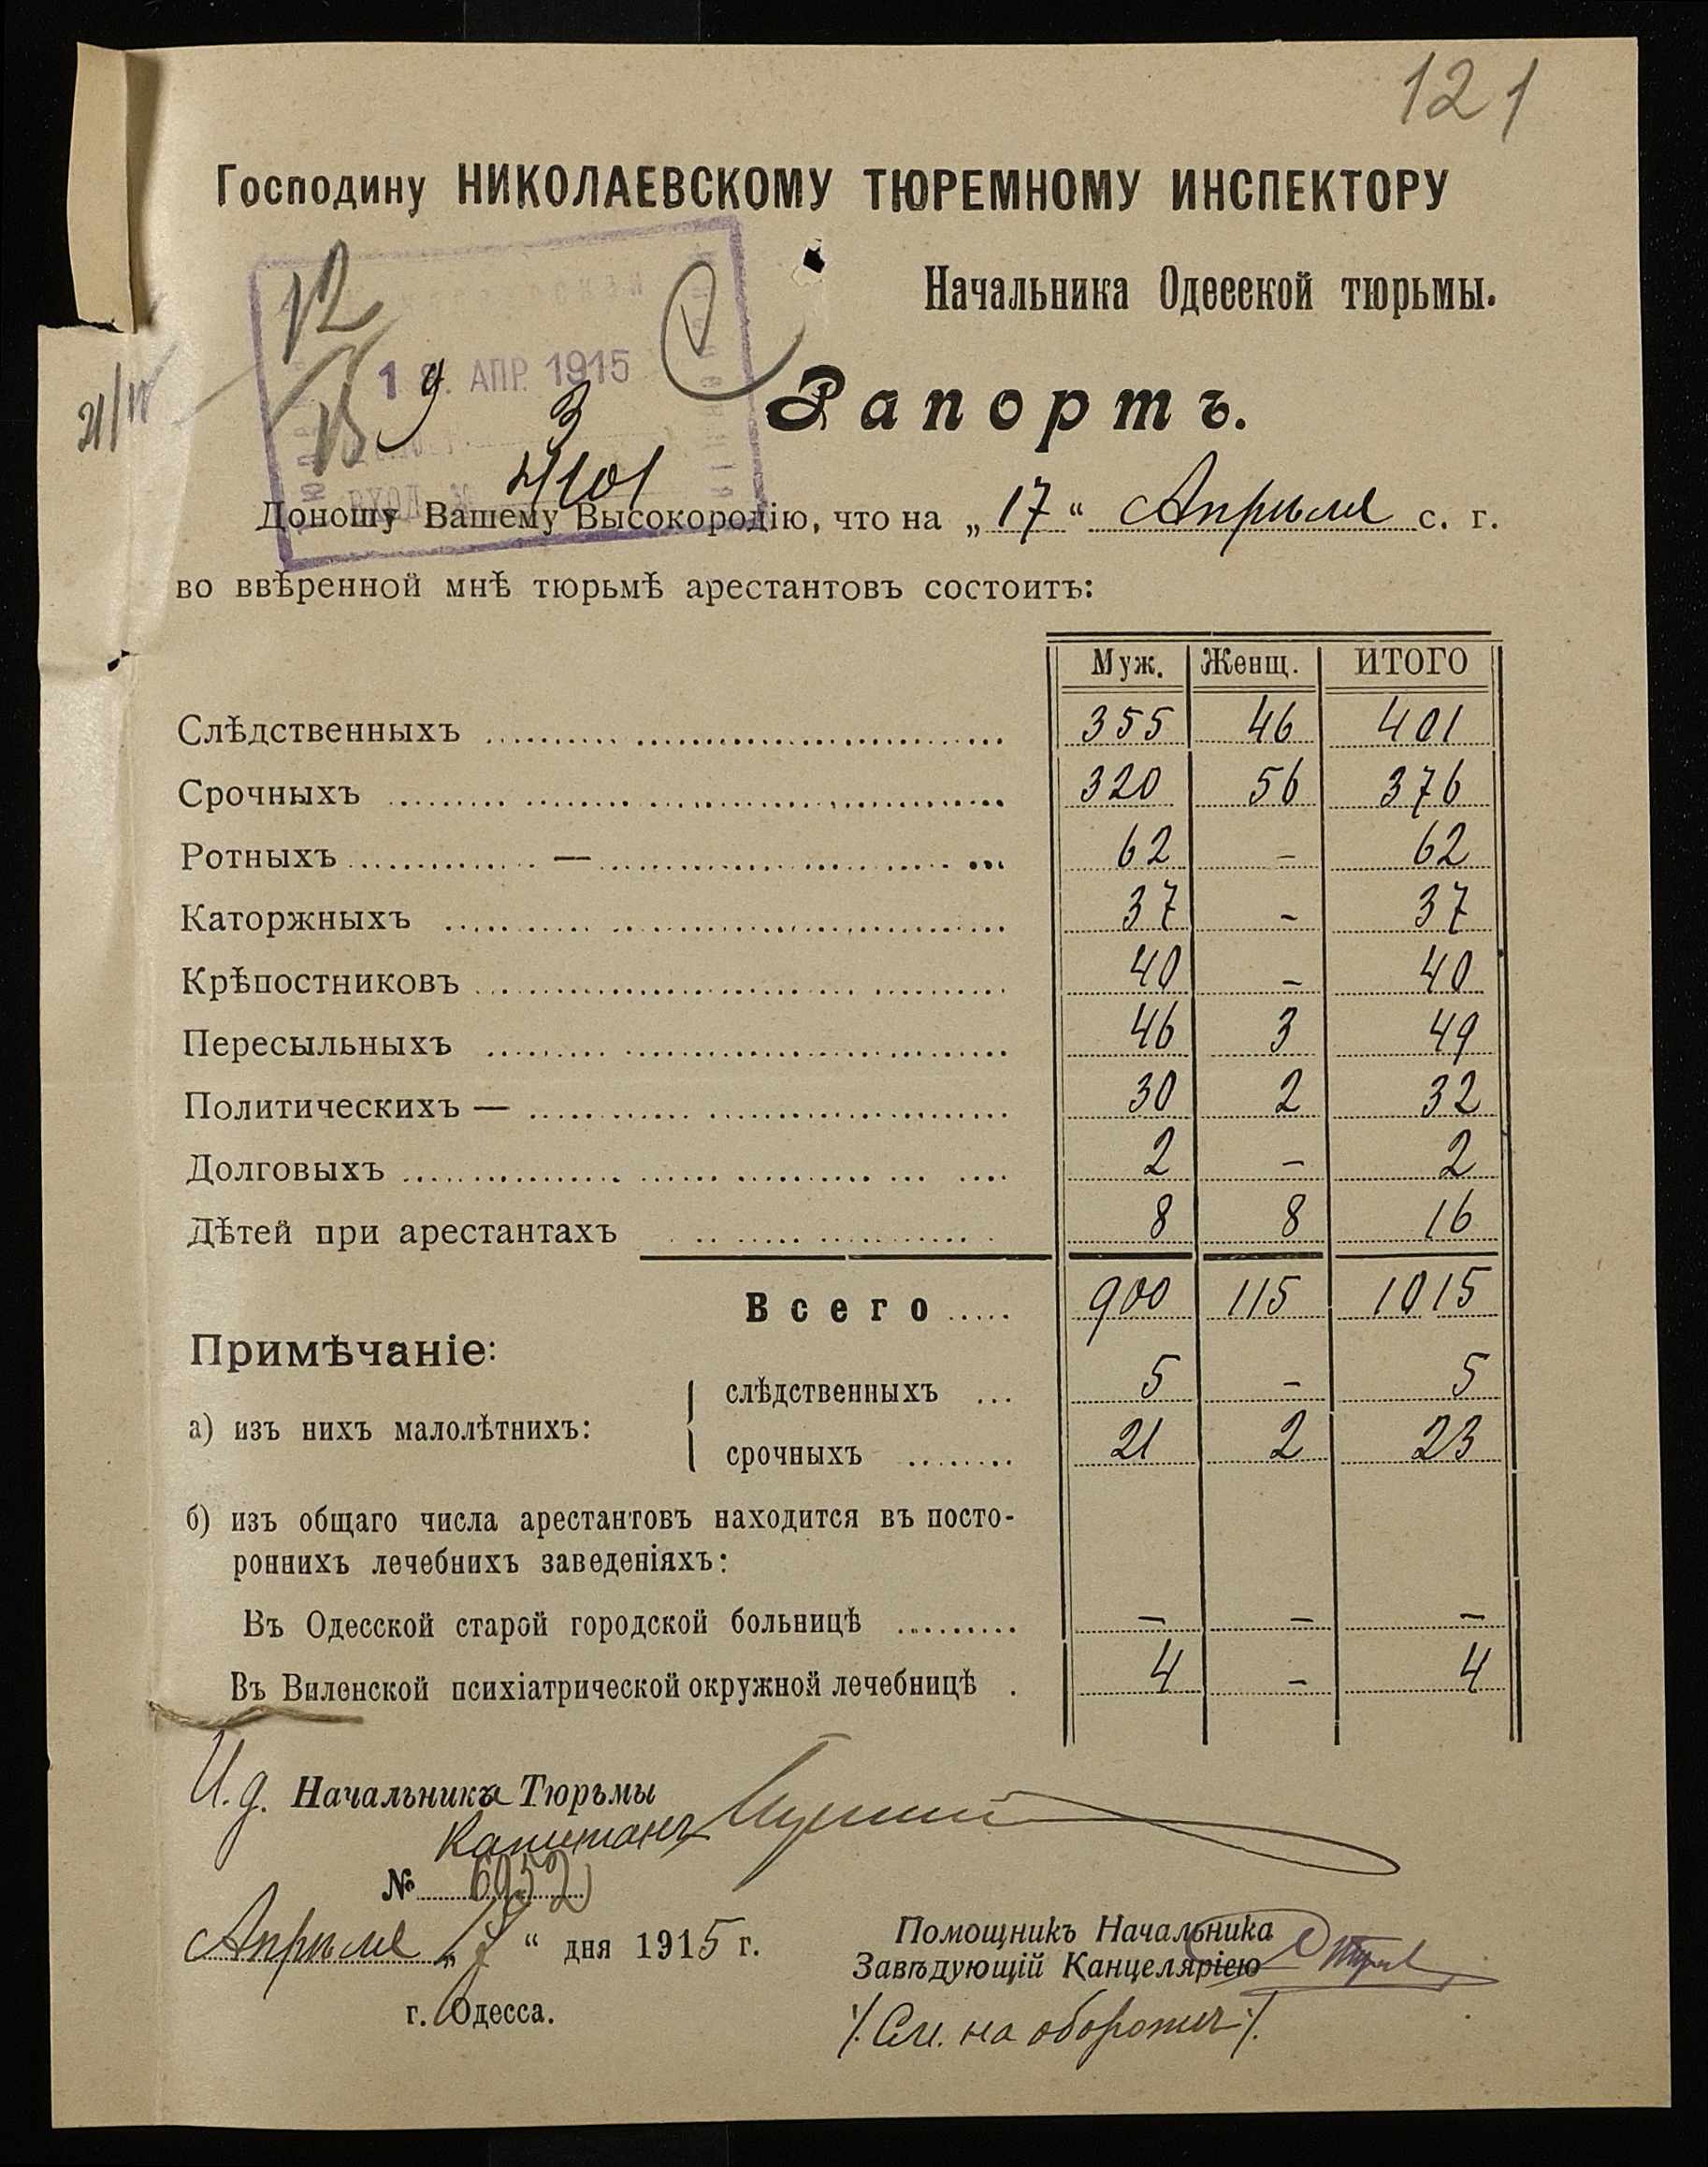 121
Господину НИКОЛАЕВСКОМУ ТЮРЕМНОМУ ИНСПЕКТОРУ
Начальника Одесской тюрьмы.
19 АПР. 1915
Рапортъ.
4101
Доношу Вашему Высокородію, что на „17“ Апрѣля с. г.
во ввѣренной мнѣ тюрьмѣ арестантовъ состоитъ:
Муж. Женщ. ИТОГО
Слѣдственныхъ 355 46 401
Срочныхъ 320 56 376
Ротныхъ — 62 - 62
Каторжныхъ 37 - 37
Крѣпостниковъ 40 - 40
Пересыльныхъ 46 3 49
Политическихъ — 30 2 32
Долговыхъ 2 - 2
Дѣтей при арестантахъ 8 8 16
Всего 900 115 1015
Примѣчаніе:
слѣдственныхъ 5 - 5
а) изъ нихъ малолѣтнихъ:
срочныхъ 21 2 23
б) изъ общаго числа арестантовъ находится въ посто-
роннихъ лечебнихъ заведеніяхъ:
Въ Одесской старой городской больницѣ - - -
Въ Виленской психіатрической окружной лечебницѣ 4 - 4
И. д. Начальника Тюрьмы
Капитанъ
№ 6952
Апрѣля „17“ дня 1915 г.
Помощникъ Начальника
Завѣдующій Канцеляріею
г. Одесса.
/. См. на оборотѣ /.